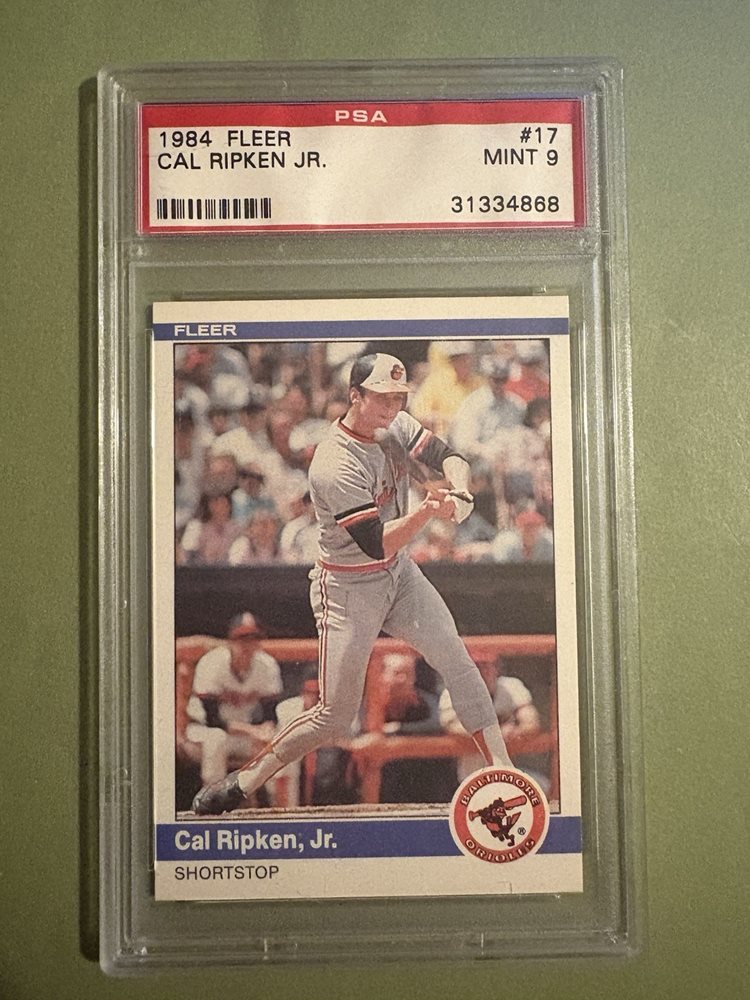 PSA
1984 FLEER #17
CAL RIPKEN JR. MINT 9
31334868
FLEER
BALTIMORE
ORIOLES
®
Cal Ripken, Jr.
SHORTSTOP